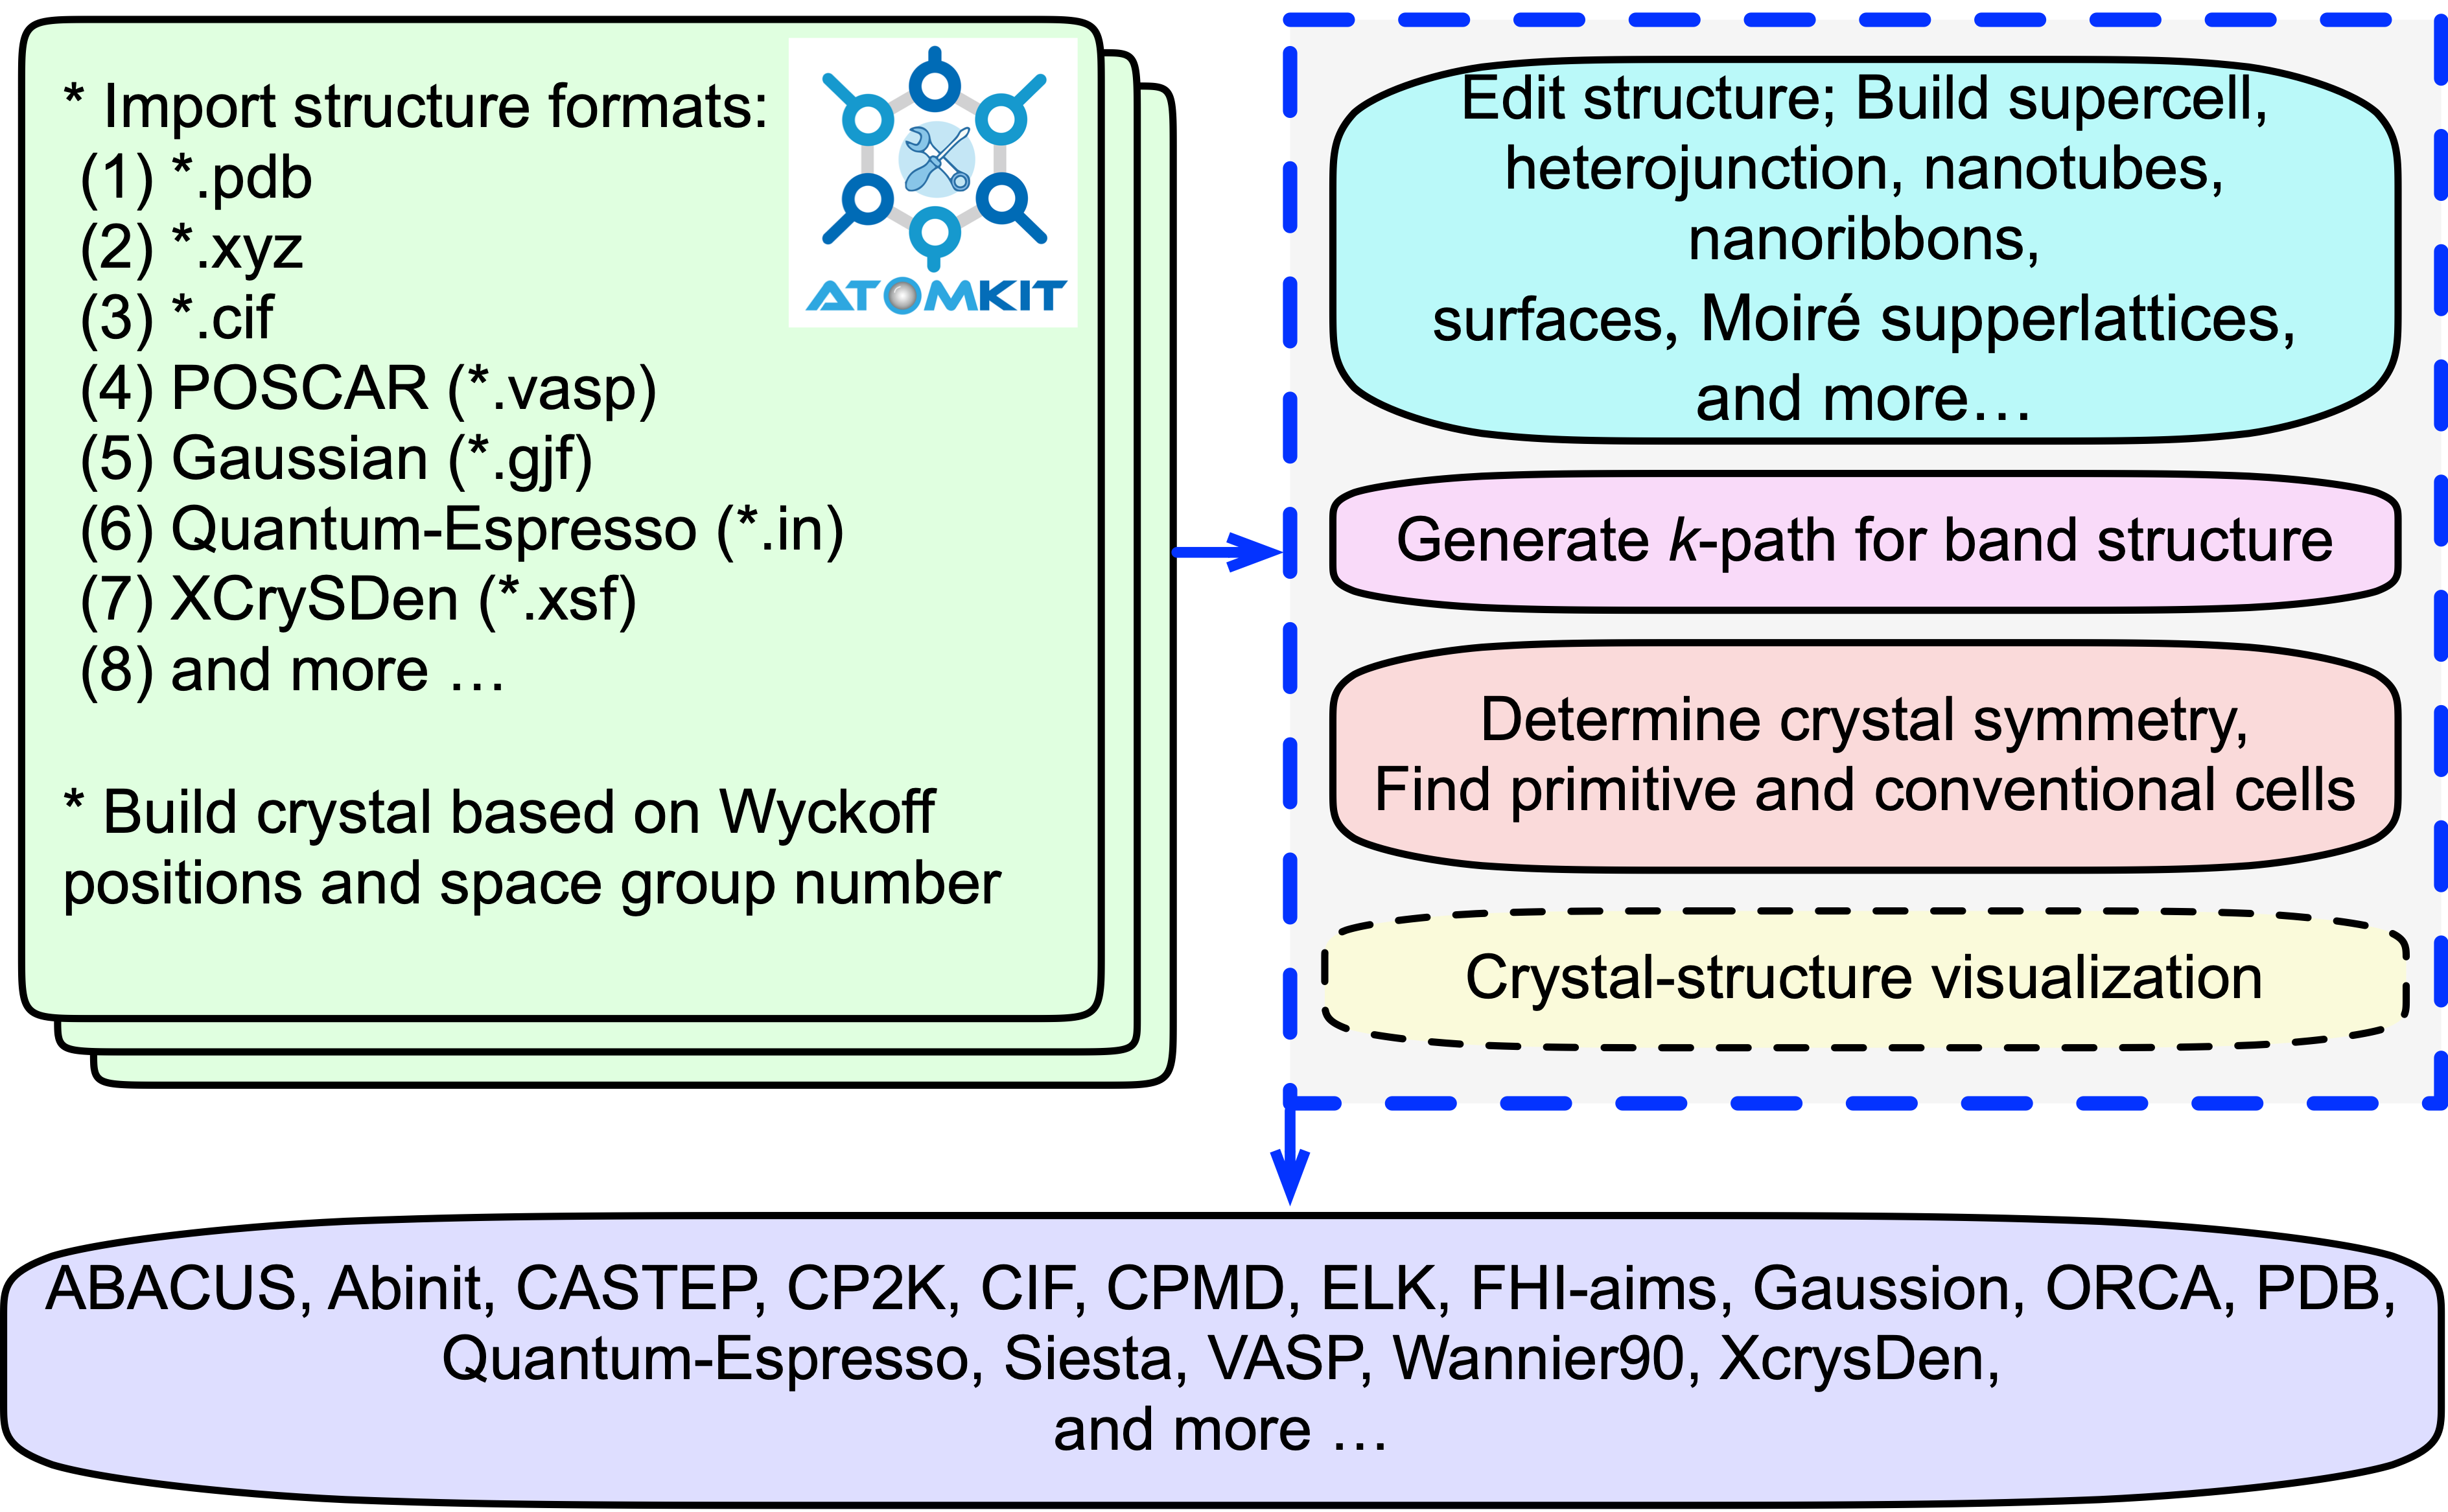 * Import structure formats:
(1) *.pdb
(2) *.xyz
(3) *.cif
(4) POSCAR (*.vasp)
(5) Gaussian (*.gjf)
(6) Quantum-Espresso (*.in)
(7) XCrySDen (*.xsf)
(8) and more …
* Build crystal based on Wyckoff
positions and space group number
ATOMKIT
Edit structure; Build supercell,
heterojunction, nanotubes,
nanoribbons,
surfaces, Moiré supperlattices,
and more…
Generate k-path for band structure
Determine crystal symmetry,
Find primitive and conventional cells
Crystal-structure visualization
ABACUS, Abinit, CASTEP, CP2K, CIF, CPMD, ELK, FHI-aims, Gaussion, ORCA, PDB,
Quantum-Espresso, Siesta, VASP, Wannier90, XcrysDen,
and more …